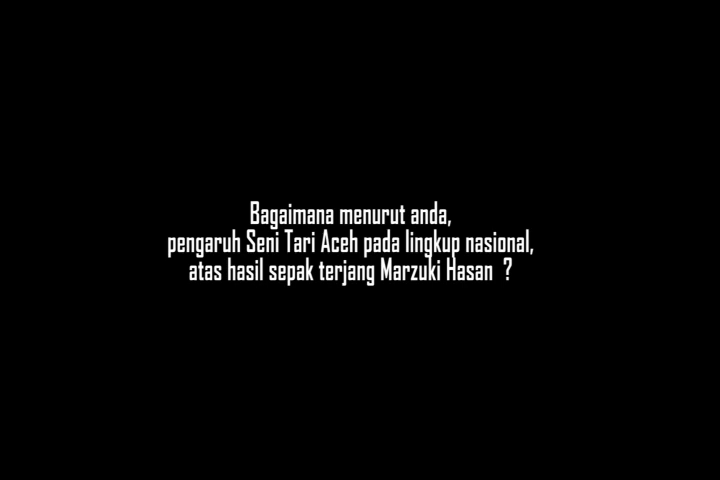 Bagaimana menurut anda,
pengaruh Seni Tari Aceh pada lingkup nasional,
atas hasil sepak terjang Marzuki Hasan ?